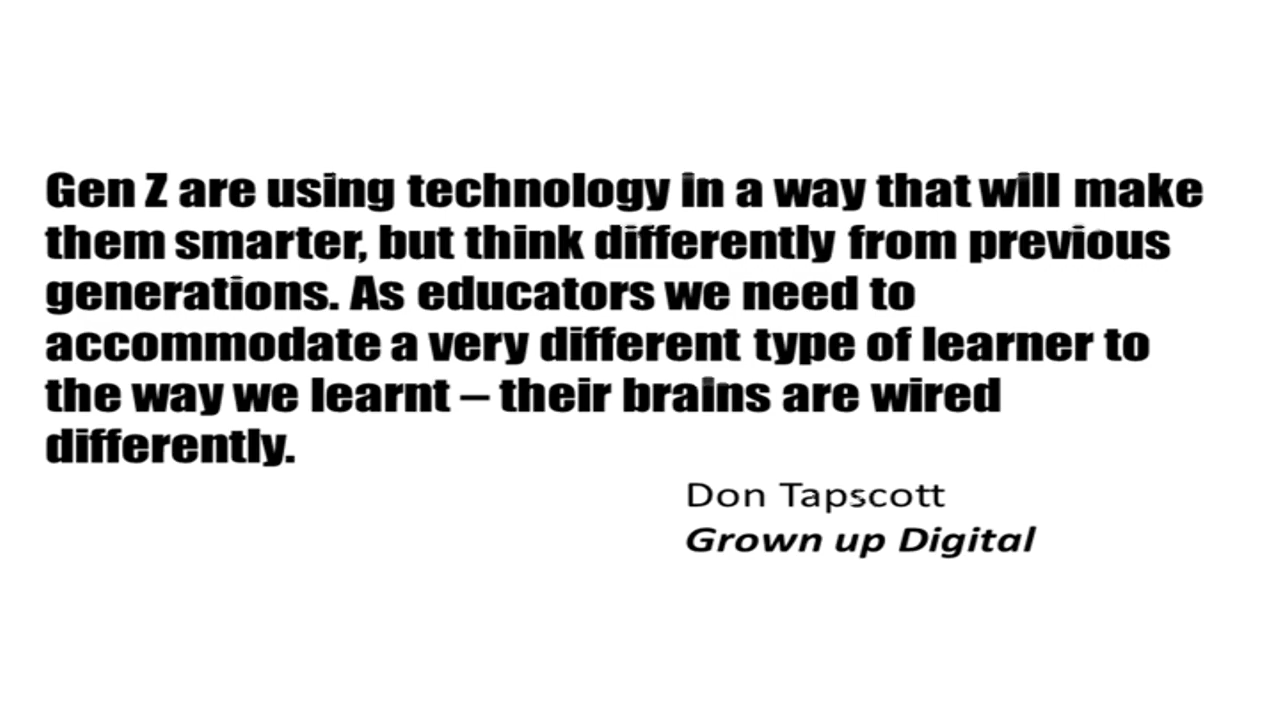 Gen Z are using technology in a way that will make
them smarter, but think differently from previous
generations. As educators we need to
accommodate a very different type of learner to
the way we learnt – their brains are wired
differently.
Don Tapscott
Grown up Digital